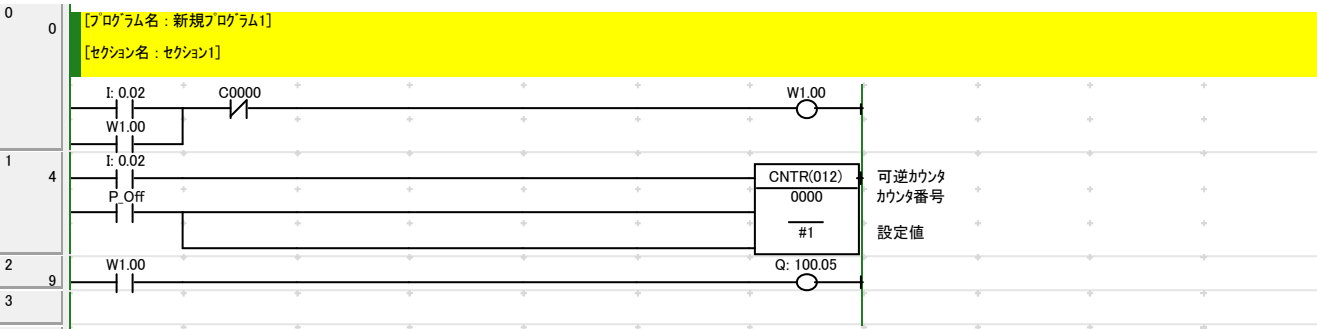 0
0
[ﾌﾟﾛｸﾞﾗﾑ名 : 新規ﾌﾟﾛｸﾞﾗﾑ1]
[ｾｸｼｮﾝ名 : ｾｸｼｮﾝ1]
I: 0.02 C0000 W1.00
W1.00
1 I: 0.02
4 CNTR(012) 可逆ｶｳﾝﾀ
P_Off 0000 ｶｳﾝﾀ番号
#1 設定値
2 W1.00 Q: 100.05
9
3